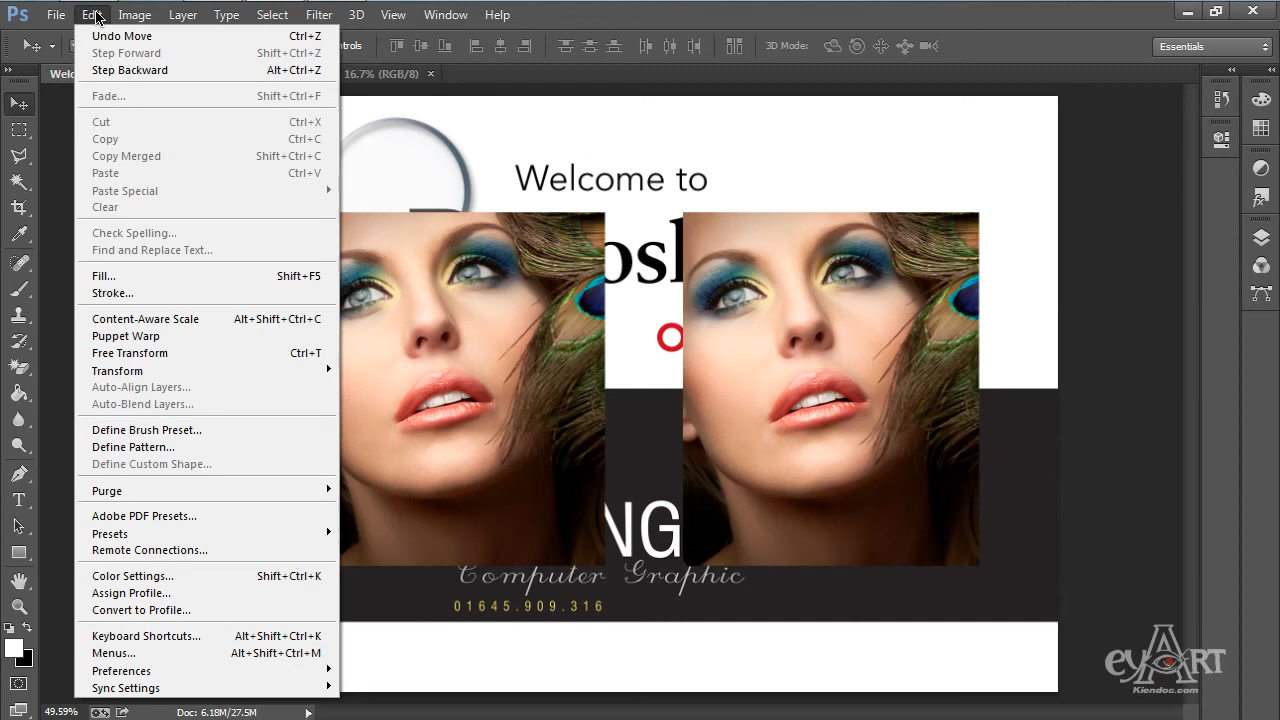 Ps File Edit Image Layer Type Select Filter 3D View Window Help
3D Mode:
Essentials
16.7% (RGB/8) ×
Undo Move Ctrl+Z
Step Forward Shift+Ctrl+Z
Step Backward Alt+Ctrl+Z
Fade... Shift+Ctrl+F
Cut Ctrl+X
Copy Ctrl+C
Copy Merged Shift+Ctrl+C
Paste Ctrl+V
Paste Special
Clear
Check Spelling...
Find and Replace Text...
Fill... Shift+F5
Stroke...
Content-Aware Scale Alt+Shift+Ctrl+C
Puppet Warp
Free Transform Ctrl+T
Transform
Auto-Align Layers...
Auto-Blend Layers...
Define Brush Preset...
Define Pattern...
Define Custom Shape...
Purge
Adobe PDF Presets...
Presets
Remote Connections...
Color Settings... Shift+Ctrl+K
Assign Profile...
Convert to Profile...
Keyboard Shortcuts... Alt+Shift+Ctrl+K
Menus... Alt+Shift+Ctrl+M
Preferences
Sync Settings
Welcome to
NG
Computer Graphic
01645.909.316
eyART
Kiendoc.com
49.59% Doc: 6.18M/27.5M